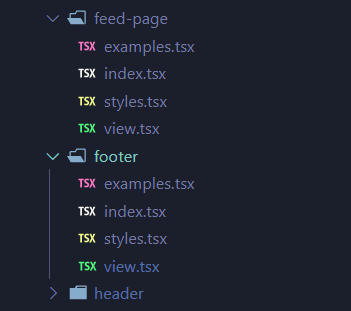 feed-page
TSX examples.tsx
TSX index.tsx
TSX styles.tsx
TSX view.tsx
footer
TSX examples.tsx
TSX index.tsx
TSX styles.tsx
TSX view.tsx
header